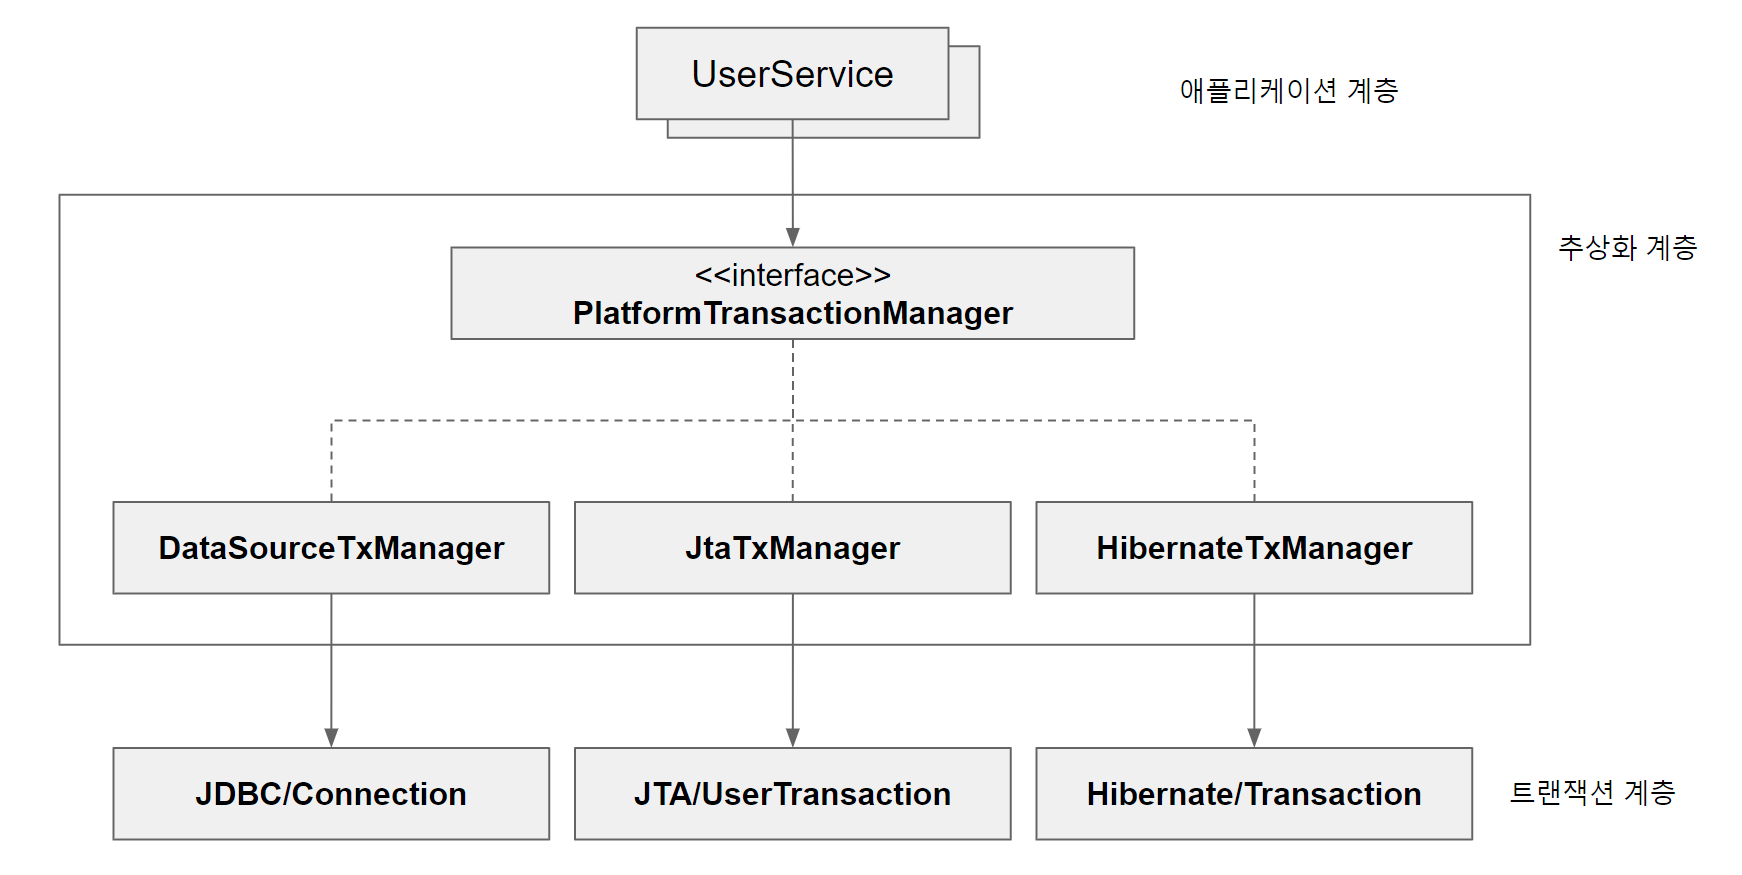 UserService
애플리케이션 계층
추상화 계층
<<interface>>
PlatformTransactionManager
DataSourceTxManager
JtaTxManager
HibernateTxManager
JDBC/Connection
JTA/UserTransaction
Hibernate/Transaction
트랜잭션 계층